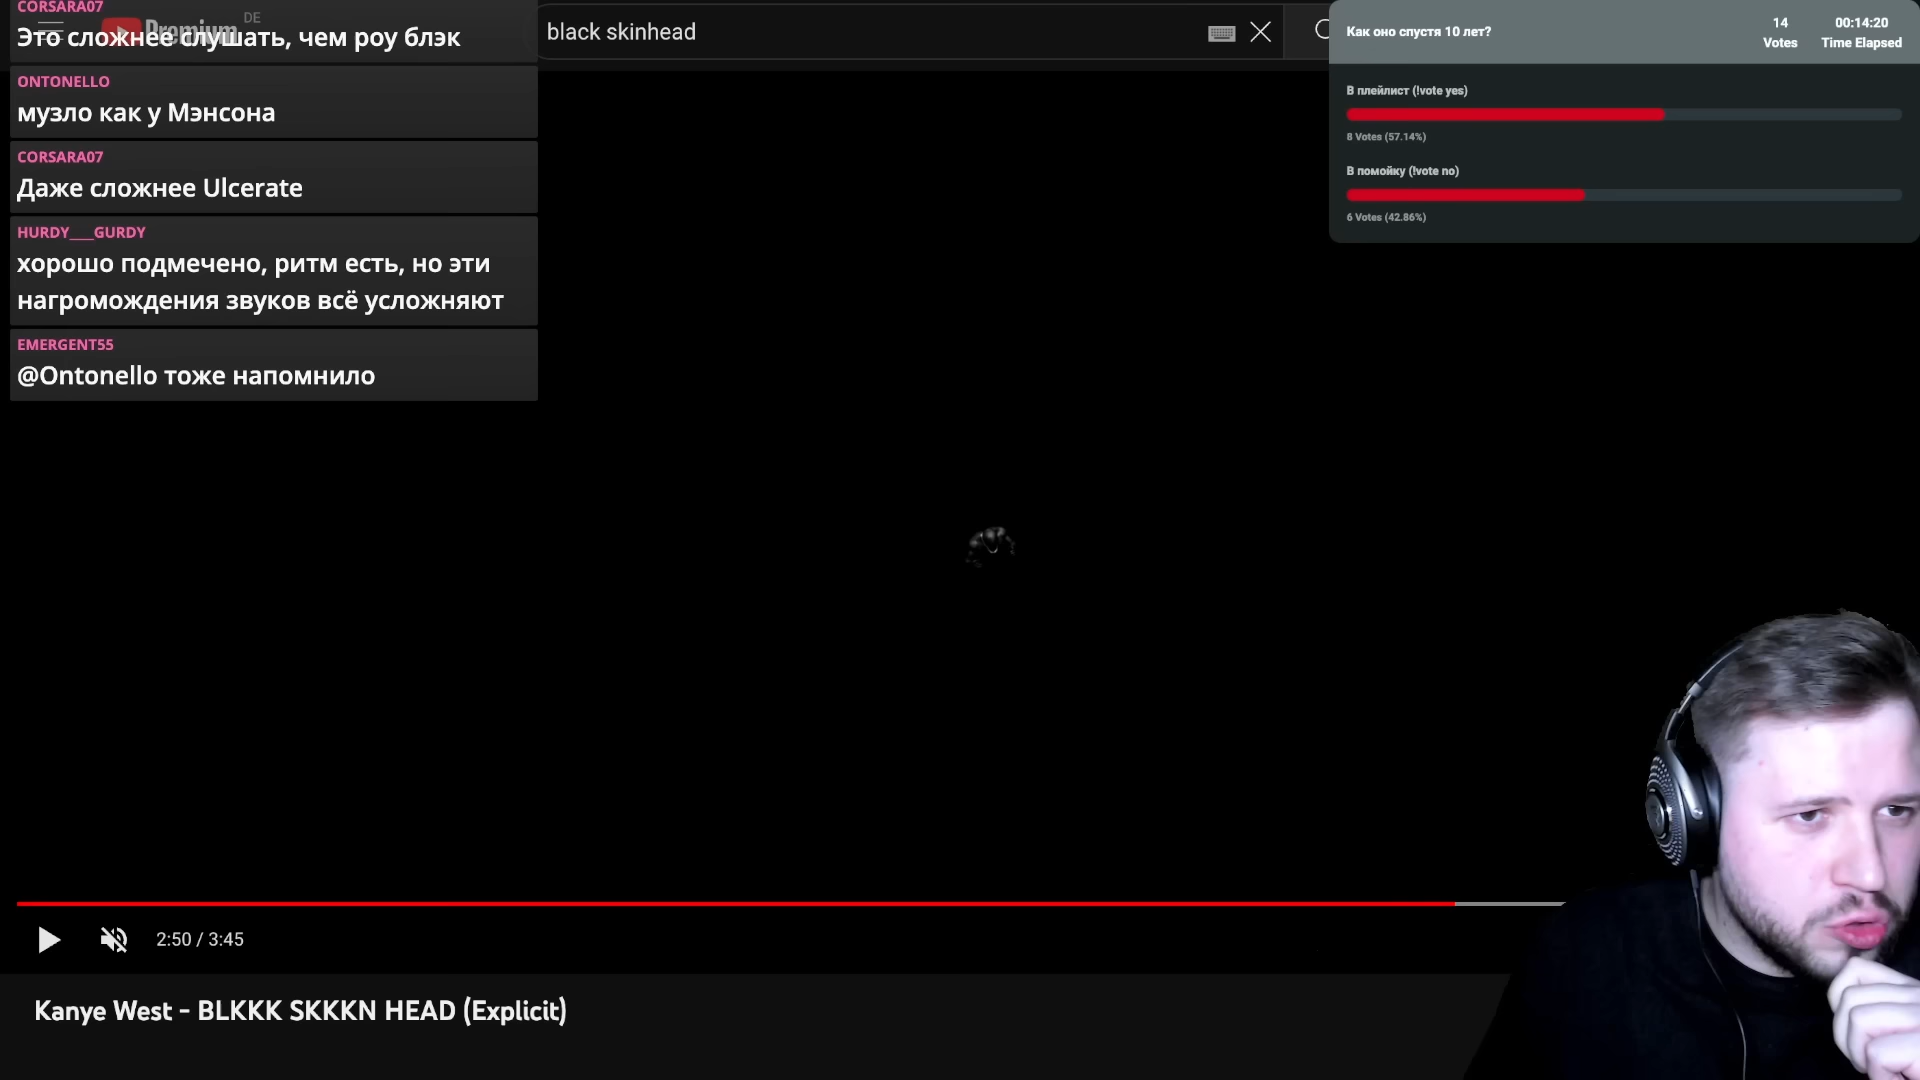 CORSARA07
Это сложнее слушать, чем роу блэк
Premium
DE
ONTONELLO
музло как у Мэнсона
CORSARA07
Даже сложнее Ulcerate
HURDY___GURDY
хорошо подмечено, ритм есть, но эти
нагромождения звуков всё усложняют
EMERGENT55
@Ontonello тоже напомнило
black skinhead
Как оно спустя 10 лет?
14
Votes
00:14:20
Time Elapsed
В плейлист (!vote yes)
8 Votes (57.14%)
В помойку (!vote no)
6 Votes (42.86%)
2:50 / 3:45
Kanye West - BLKKK SKKKN HEAD (Explicit)